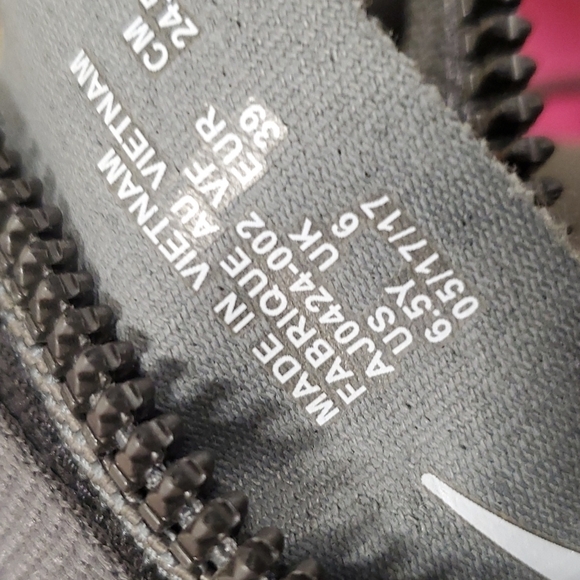 MADE IN VIETNAM
FABRIQUE AU VIETNAM
AJ0424-002 VF
US UK EUR CM
6.5Y 6 39
05/17/17